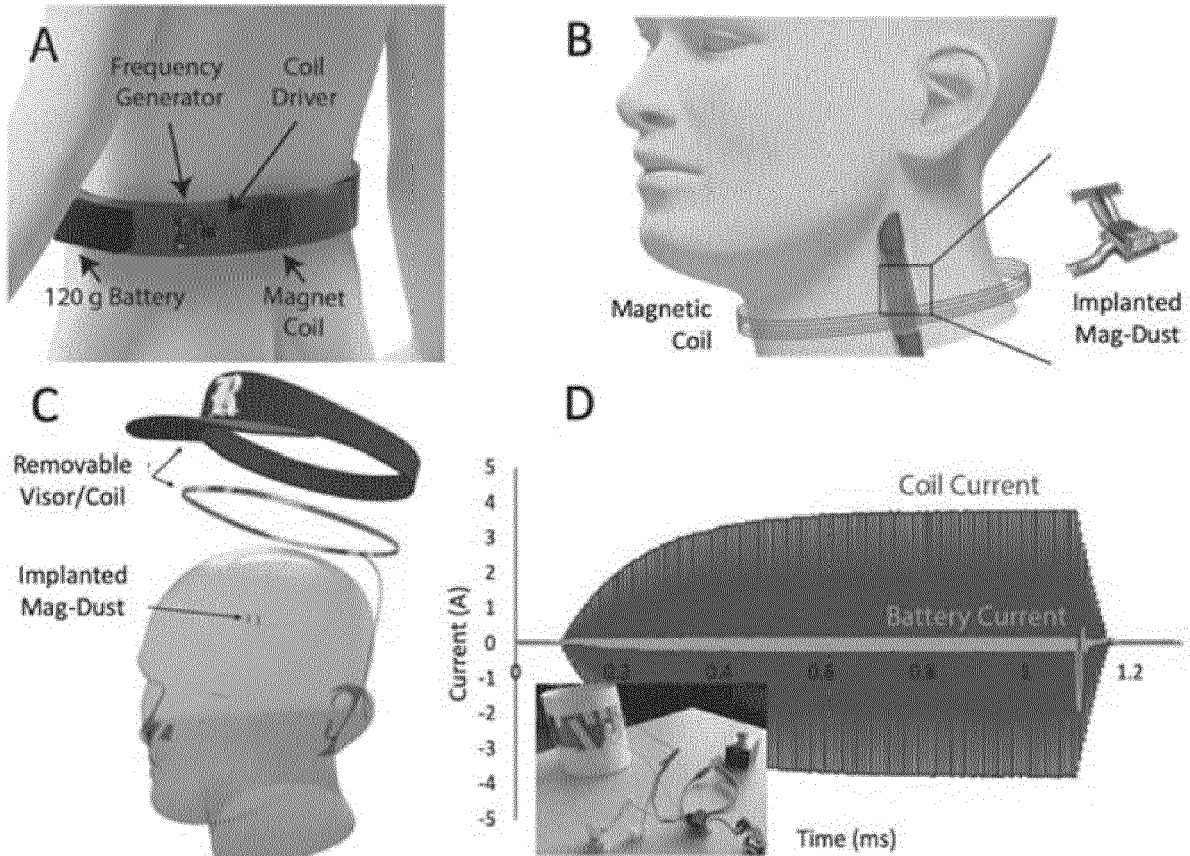 A
Frequency
Generator
Coil
Driver
120 g Battery
Magnet
Coil
B
Magnetic
Coil
Implanted
Mag-Dust
C
R
Removable
Visor/Coil
Implanted
Mag-Dust
D
Current (A)
5
4
3
2
1
0
-1
-2
-3
-4
-5
Coil Current
Battery Current
0
0.2
0.4
0.6
0.8
1
1.2
Time (ms)